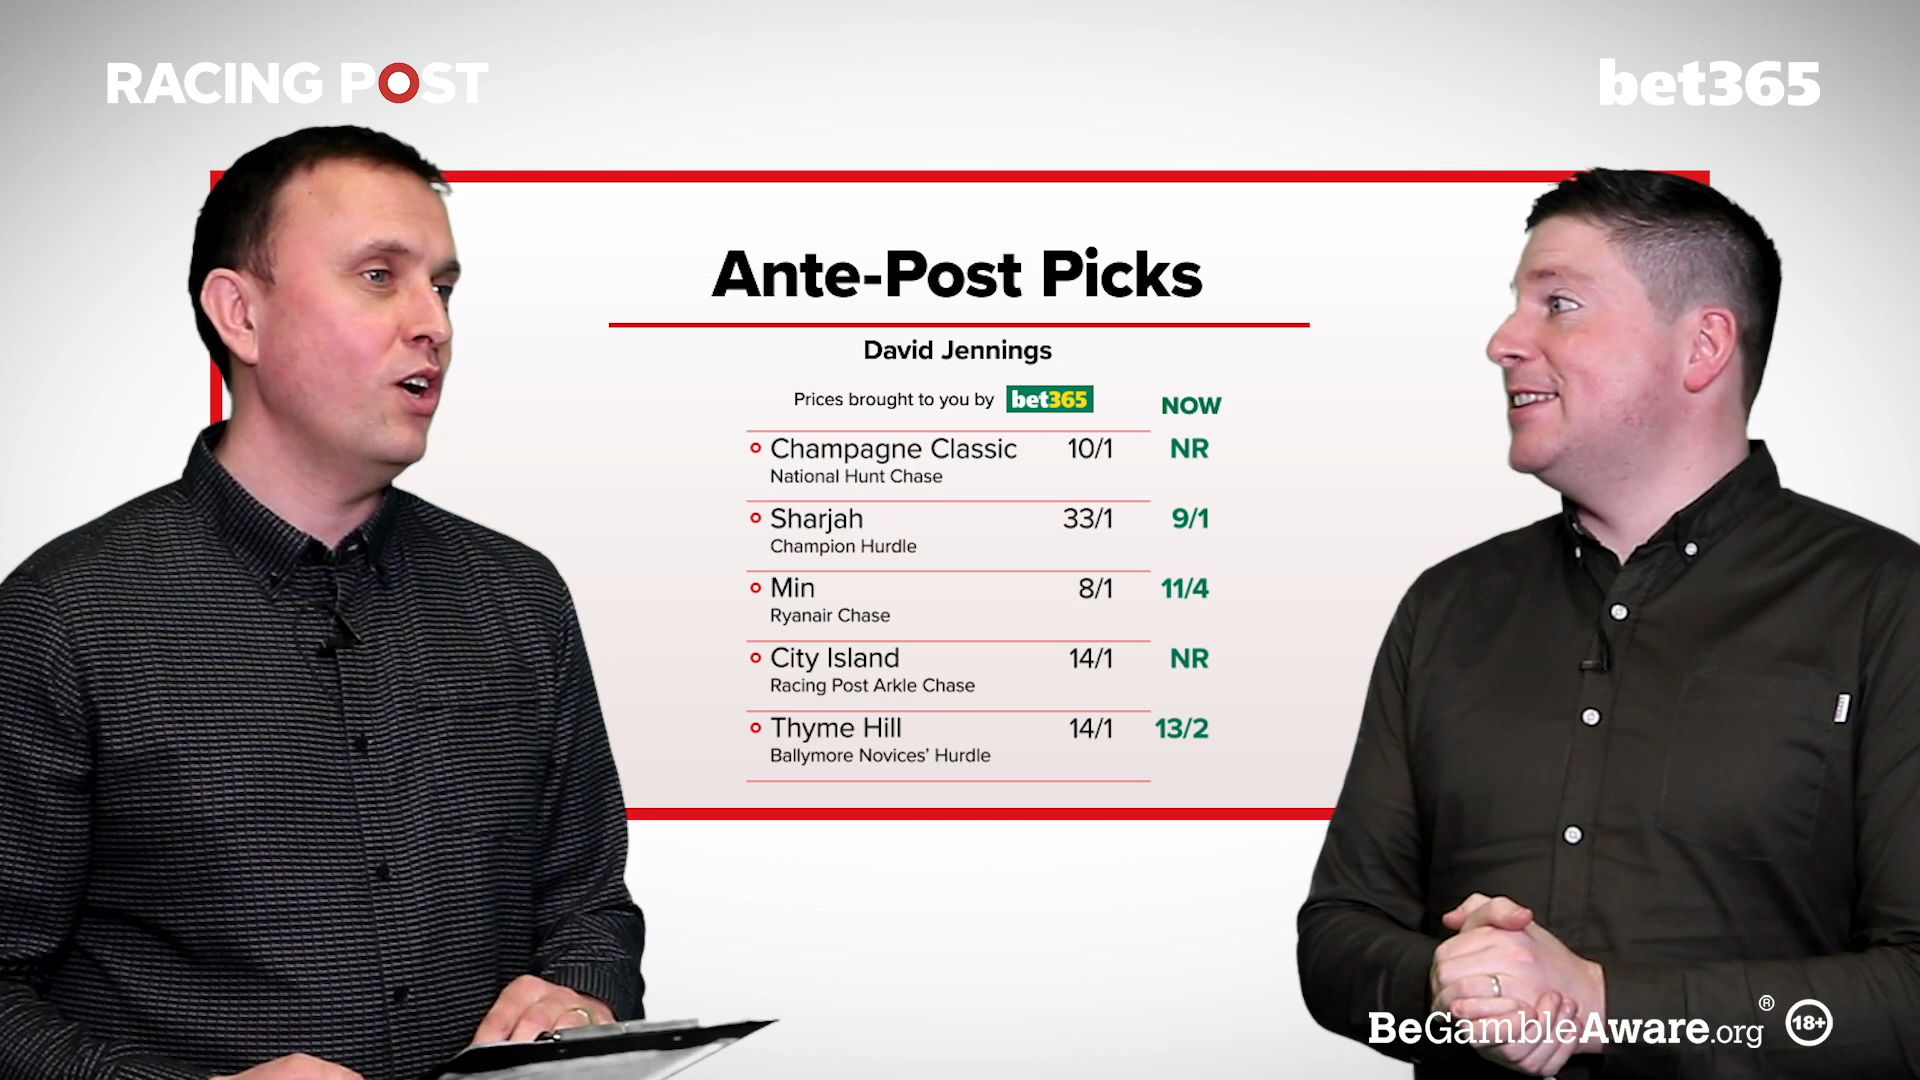 RACING POST
bet365
Ante-Post Picks
David Jennings
Prices brought to you by bet365 NOW
Champagne Classic 10/1 NR
National Hunt Chase
Sharjah 33/1 9/1
Champion Hurdle
Min 8/1 11/4
Ryanair Chase
City Island 14/1 NR
Racing Post Arkle Chase
Thyme Hill 14/1 13/2
Ballymore Novices' Hurdle
BeGambleAware.org® 18+